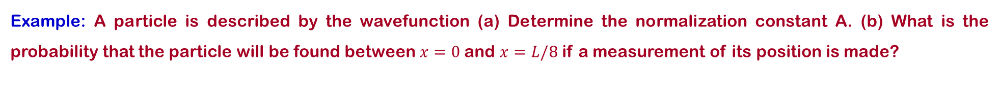 Example: A particle is described by the wavefunction (a) Determine the normalization constant A. (b) What is the
probability that the particle will be found between x = 0 and x = L/8 if a measurement of its position is made?